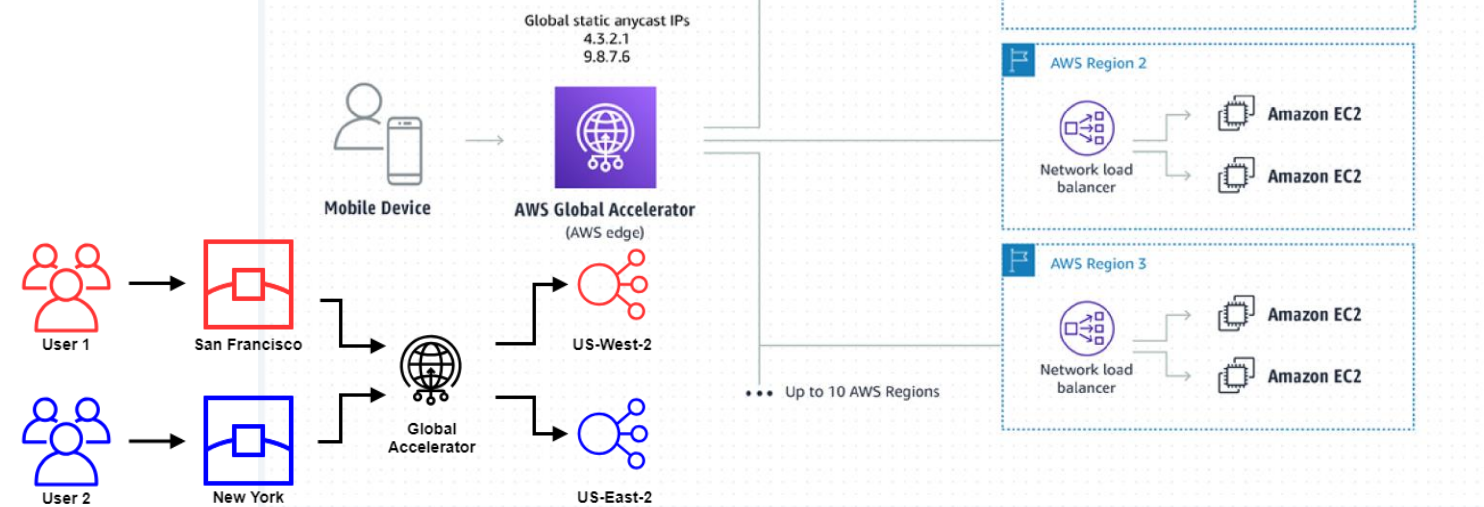 Global static anycast IPs
4.3.2.1
9.8.7.6
Mobile Device
AWS Global Accelerator
(AWS edge)
AWS Region 2
Network load
balancer
Amazon EC2
Amazon EC2
AWS Region 3
Network load
balancer
Amazon EC2
Amazon EC2
••• Up to 10 AWS Regions
User 1
San Francisco
US-West-2
Global
Accelerator
User 2
New York
US-East-2